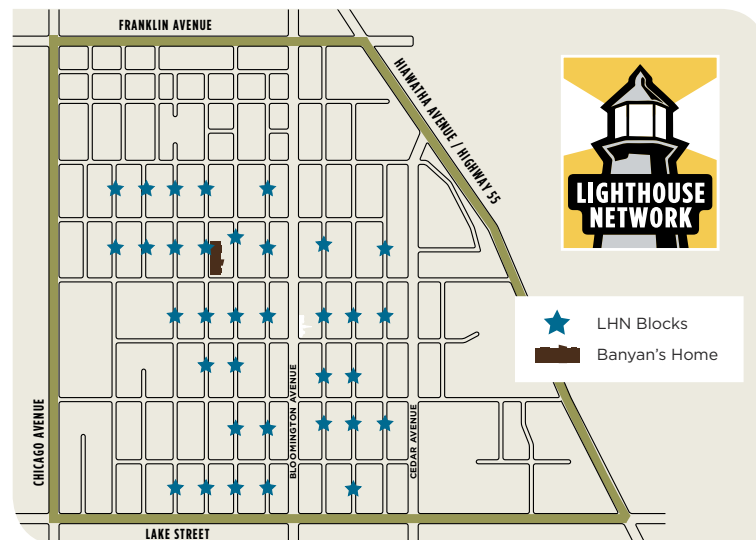 FRANKLIN AVENUE
HIAWATHA AVENUE / HIGHWAY 55
LIGHTHOUSE
NETWORK
LHN Blocks
Banyan's Home
CHICAGO AVENUE
BLOOMINGTON AVENUE
CEDAR AVENUE
LAKE STREET